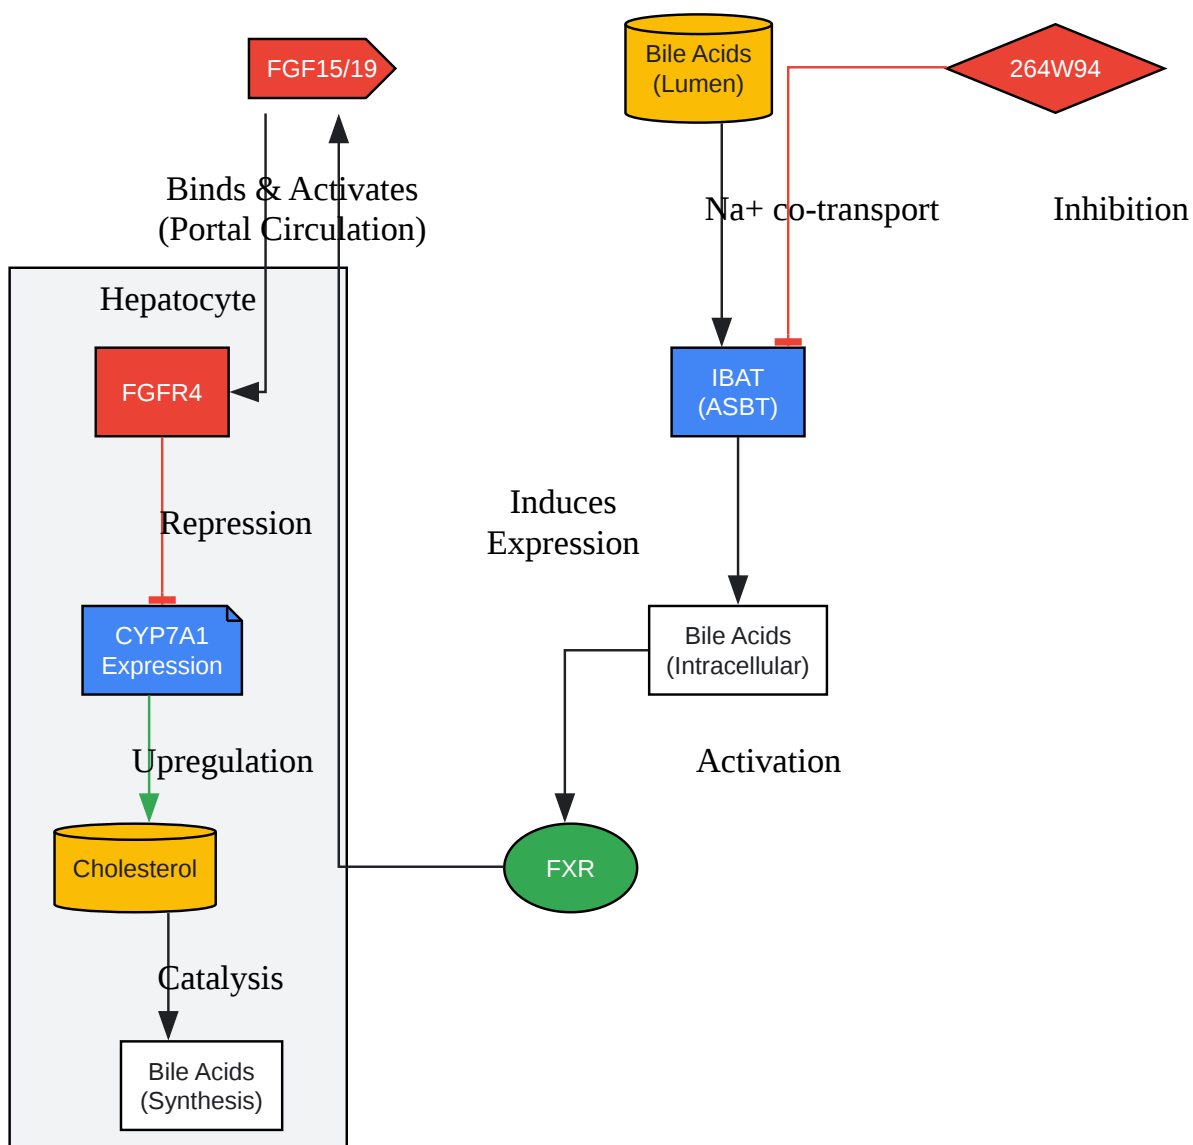 FGF15/19
Bile Acids
(Lumen)
264W94
Binds & Activates
(Portal Circulation)
Na+ co-transport
Inhibition
Hepatocyte
FGFR4
IBAT
(ASBT)
Repression
Induces
Expression
CYP7A1
Expression
Bile Acids
(Intracellular)
Upregulation
Activation
Cholesterol
FXR
Catalysis
Bile Acids
(Synthesis)